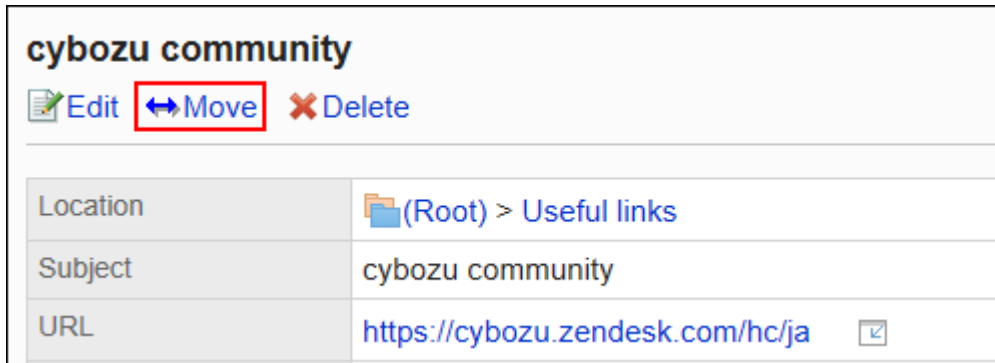 cybozu community
Edit Move Delete
Location (Root) > Useful links
Subject cybozu community
URL https://cybozu.zendesk.com/hc/ja